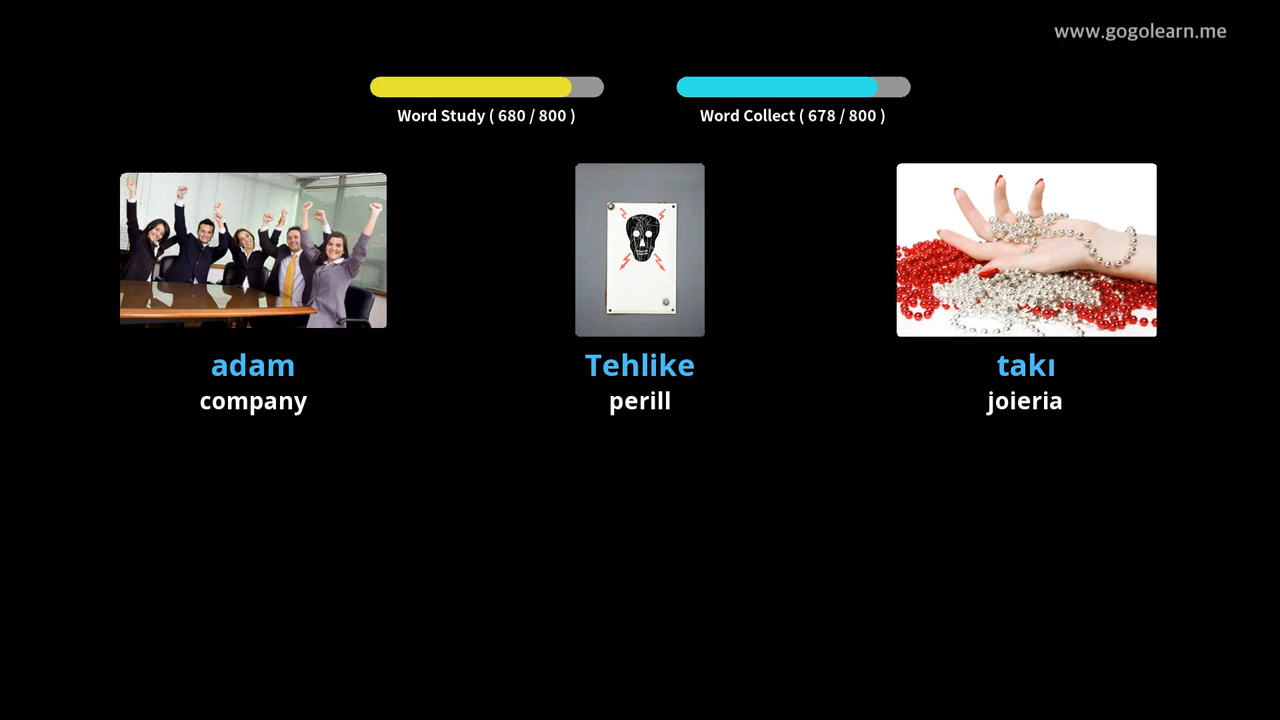 www.gogolearn.me
Word Study ( 680 / 800 )
Word Collect ( 678 / 800 )
adam
company
Tehlike
perill
takı
joieria